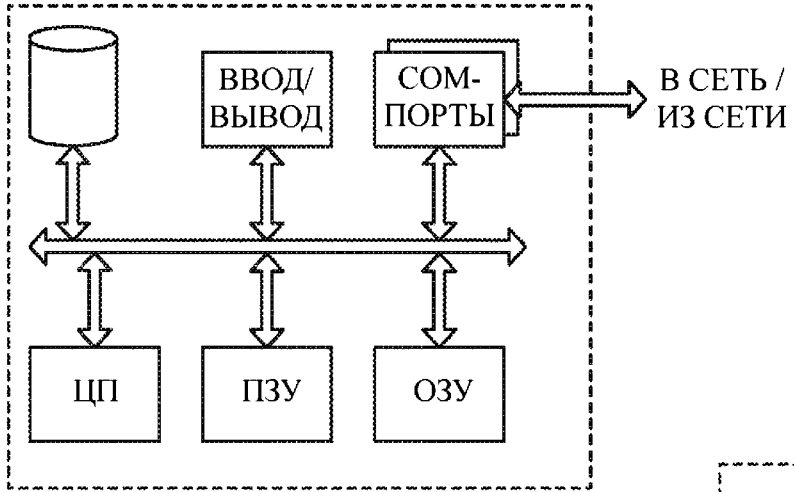 ВВОД/
ВЫВОД
COM-
ПОРТЫ
В СЕТЬ /
ИЗ СЕТИ
ЦП
ПЗУ
ОЗУ